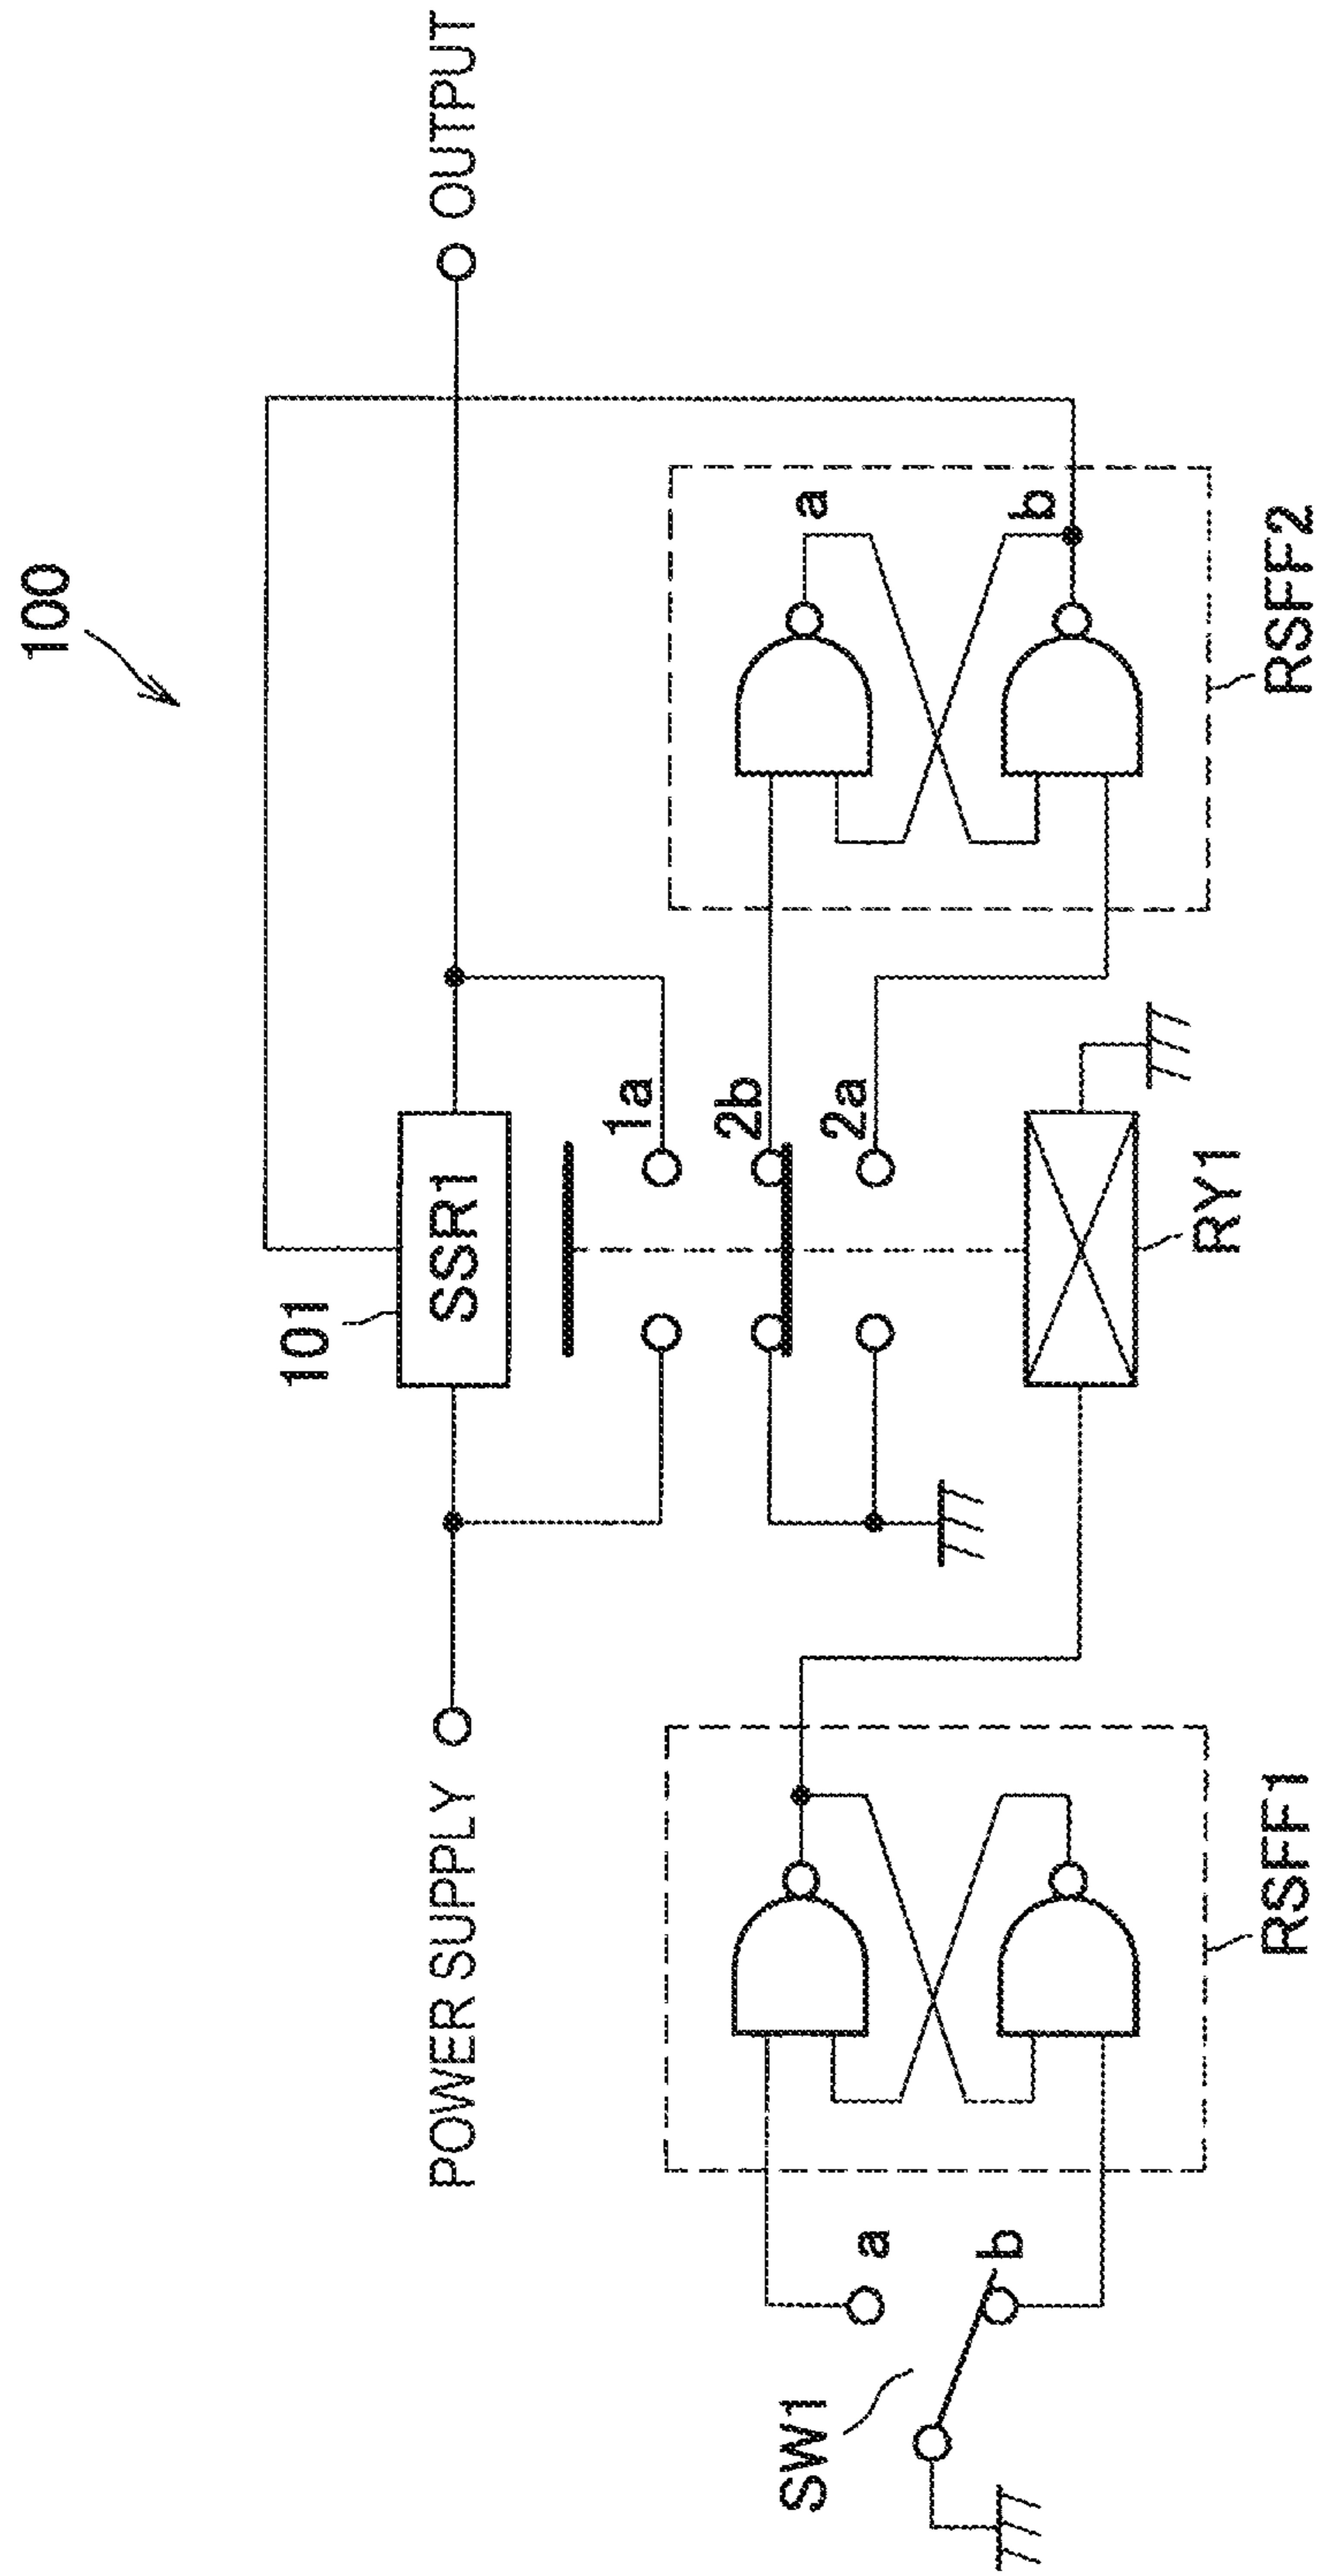 100
POWER SUPPLY
OUTPUT
101
SSR1
1a
2b
2a
RY1
a
b
RSFF2
SW1
a
b
RSFF1